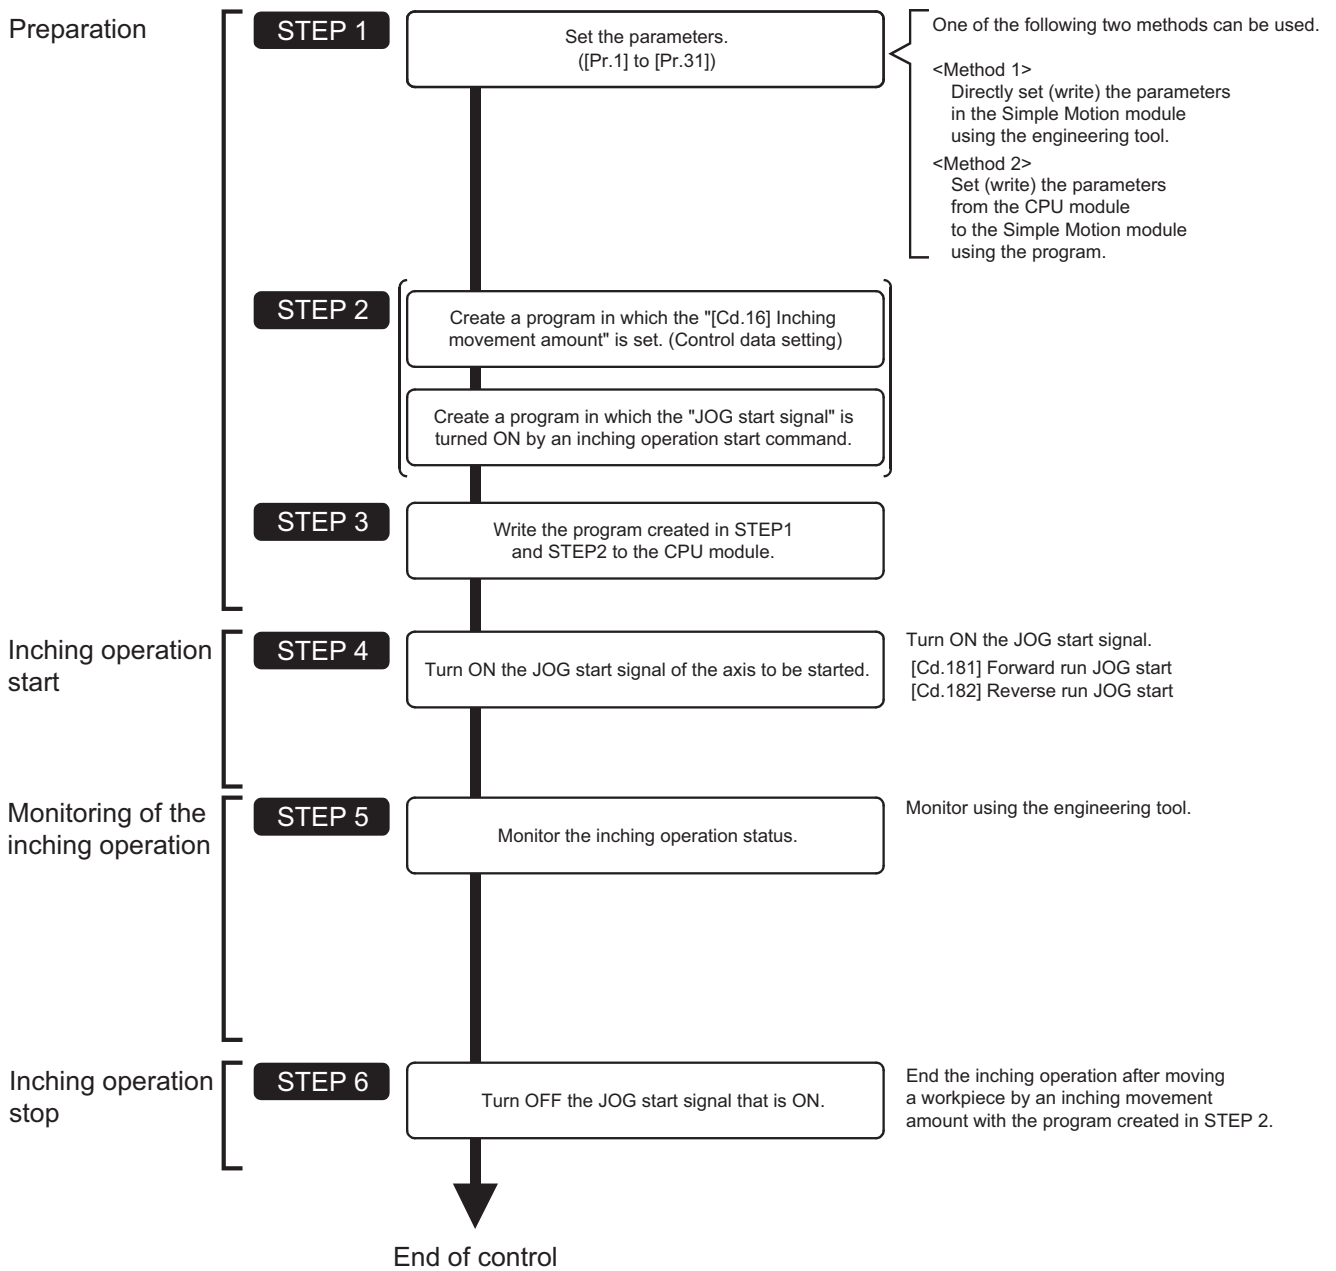 Preparation
STEP 1
Set the parameters.
([Pr.1] to [Pr.31])
One of the following two methods can be used.
<Method 1>
Directly set (write) the parameters
in the Simple Motion module
using the engineering tool.
<Method 2>
Set (write) the parameters
from the CPU module
to the Simple Motion module
using the program.
STEP 2
Create a program in which the "[Cd.16] Inching
movement amount" is set. (Control data setting)
Create a program in which the "JOG start signal" is
turned ON by an inching operation start command.
STEP 3
Write the program created in STEP1
and STEP2 to the CPU module.
Inching operation
start
STEP 4
Turn ON the JOG start signal of the axis to be started.
Turn ON the JOG start signal.
[Cd.181] Forward run JOG start
[Cd.182] Reverse run JOG start
Monitoring of the
inching operation
STEP 5
Monitor the inching operation status.
Monitor using the engineering tool.
Inching operation
stop
STEP 6
Turn OFF the JOG start signal that is ON.
End the inching operation after moving
a workpiece by an inching movement
amount with the program created in STEP 2.
End of control